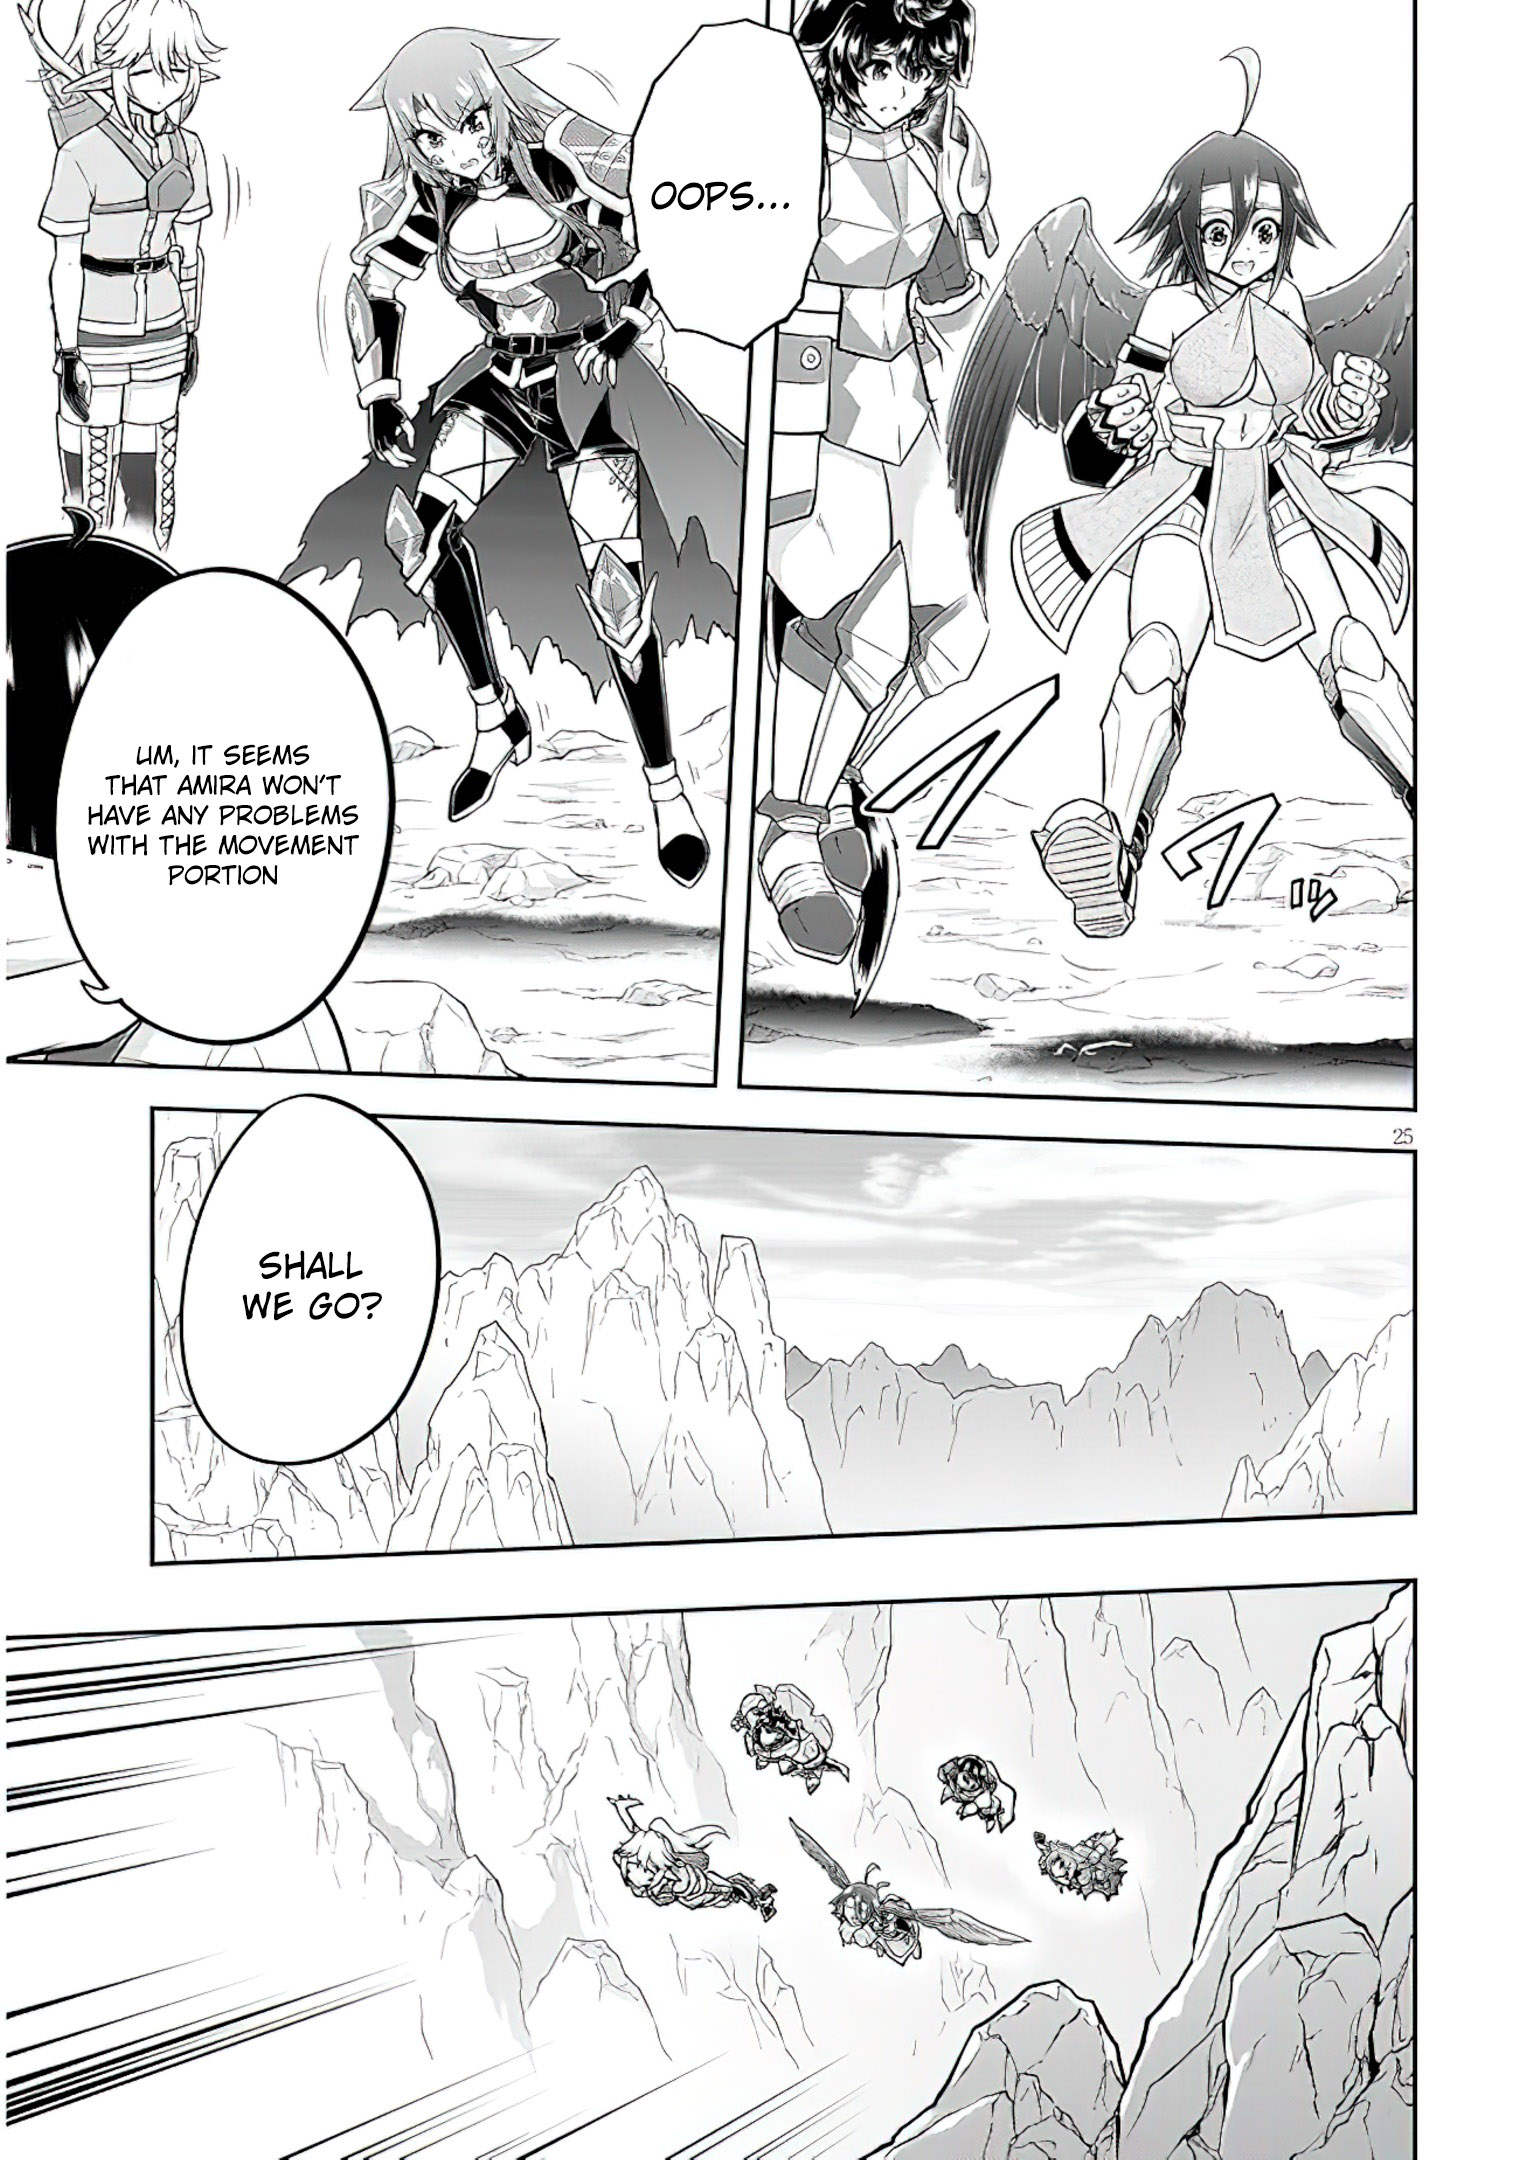 OOPS...
UM, IT SEEMS
THAT AMIRA WON'T
HAVE ANY PROBLEMS
WITH THE MOVEMENT
PORTION
25
SHALL
WE GO?